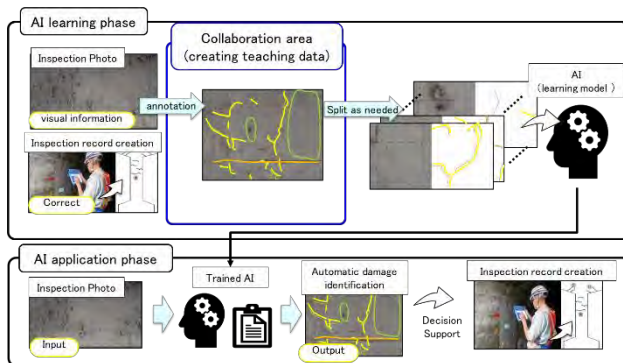 AI learning phase
Inspection Photo
visual information
Inspection record creation
Correct
annotation
Collaboration area
(creating teaching data)
Split as needed
AI
(learning model )
AI application phase
Inspection Photo
Input
Trained AI
Automatic damage
identification
Output
Decision
Support
Inspection record creation